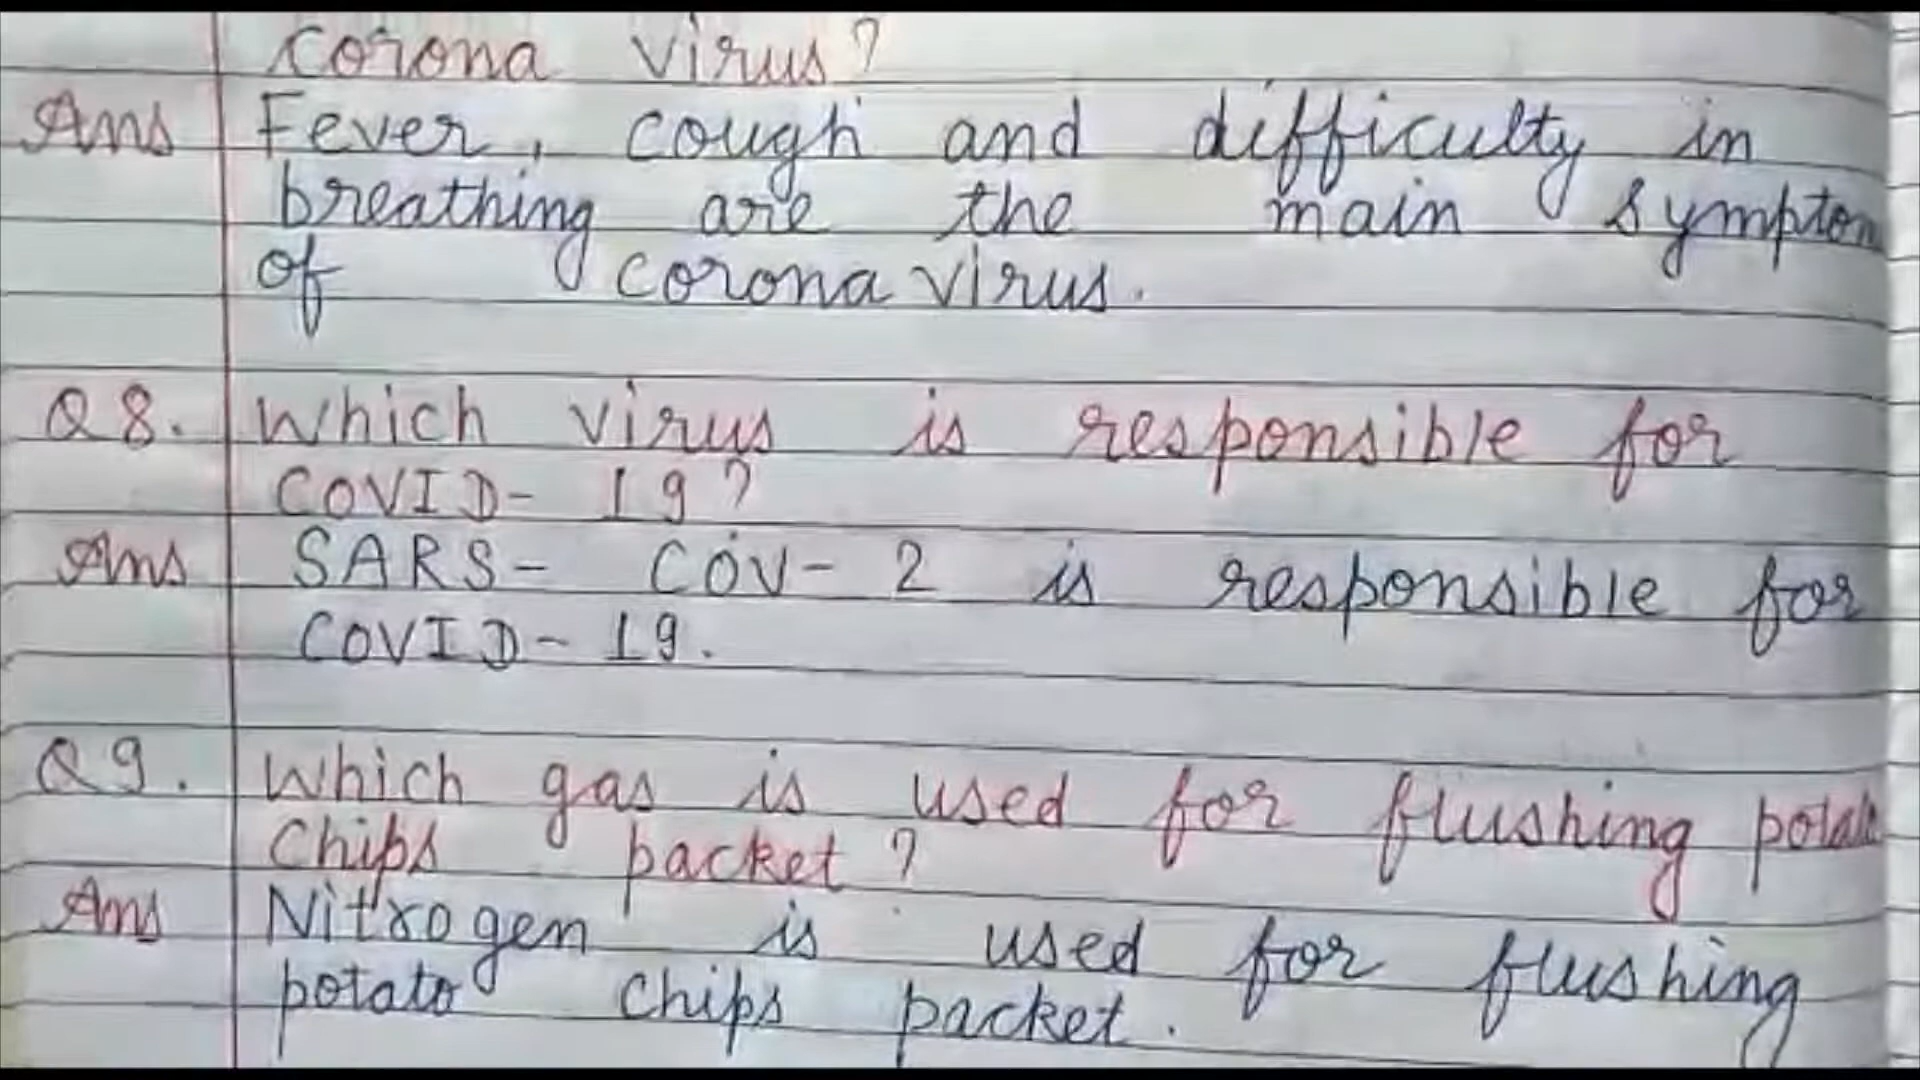 corona virus?
Ans Fever, cough and difficulty in
breathing are the main sympton
of corona virus.
Q8. Which virus is responsible for
COVID- 19?
Ans SARS- COV- 2 is responsible for
COVID- 19.
Q9. Which gas is used for flushing
Chips packet?
Ans Nitrogen is used for flushing
potato chips packet.